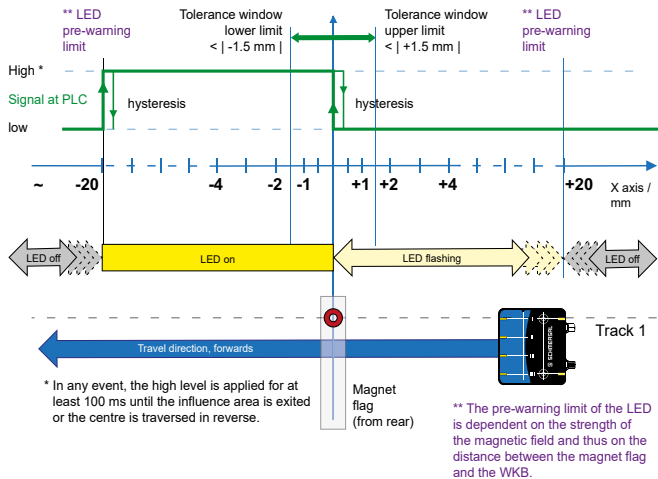 ** LED
pre-warning
limit
Tolerance window
lower limit
< | -1.5 mm |
Tolerance window
upper limit
< | +1.5 mm |
** LED
pre-warning
limit
High *
Signal at PLC
hysteresis
hysteresis
low
~ -20 -4 -2 -1 +1 +2 +4 +20 X axis /
mm
LED off LED on LED flashing LED off
SCHMERSAL
Track 1
Travel direction, forwards
* In any event, the high level is applied for at
least 100 ms until the influence area is exited
or the centre is traversed in reverse.
Magnet
flag
(from rear)
** The pre-warning limit of the LED
is dependent on the strength of
the magnetic field and thus on the
distance between the magnet flag
and the WKB.